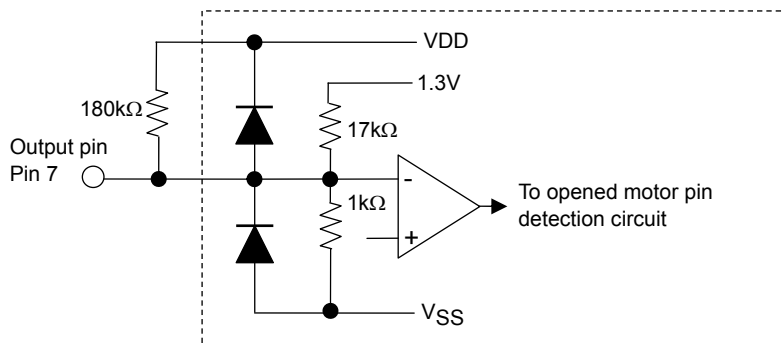 VDD
1.3V
180kΩ
17kΩ
Output pin
Pin 7
-
1kΩ
To opened motor pin
detection circuit
+
VSS